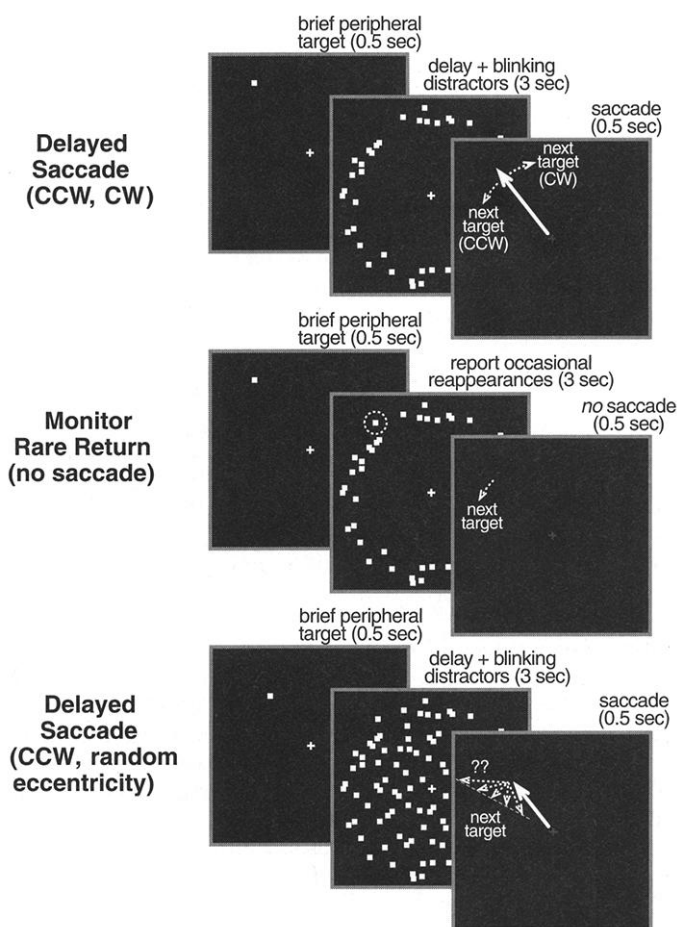 brief peripheral
target (0.5 sec)
delay + blinking
distractors (3 sec)
saccade
(0.5 sec)
Delayed
Saccade
(CCW, CW)
next
target
(CW)
next
target
(CCW)
brief peripheral
target (0.5 sec)
report occasional
reappearances (3 sec)
no saccade
(0.5 sec)
Monitor
Rare Return
(no saccade)
next
target
brief peripheral
target (0.5 sec)
delay + blinking
distractors (3 sec)
saccade
(0.5 sec)
Delayed
Saccade
(CCW, random
eccentricity)
??
next
target